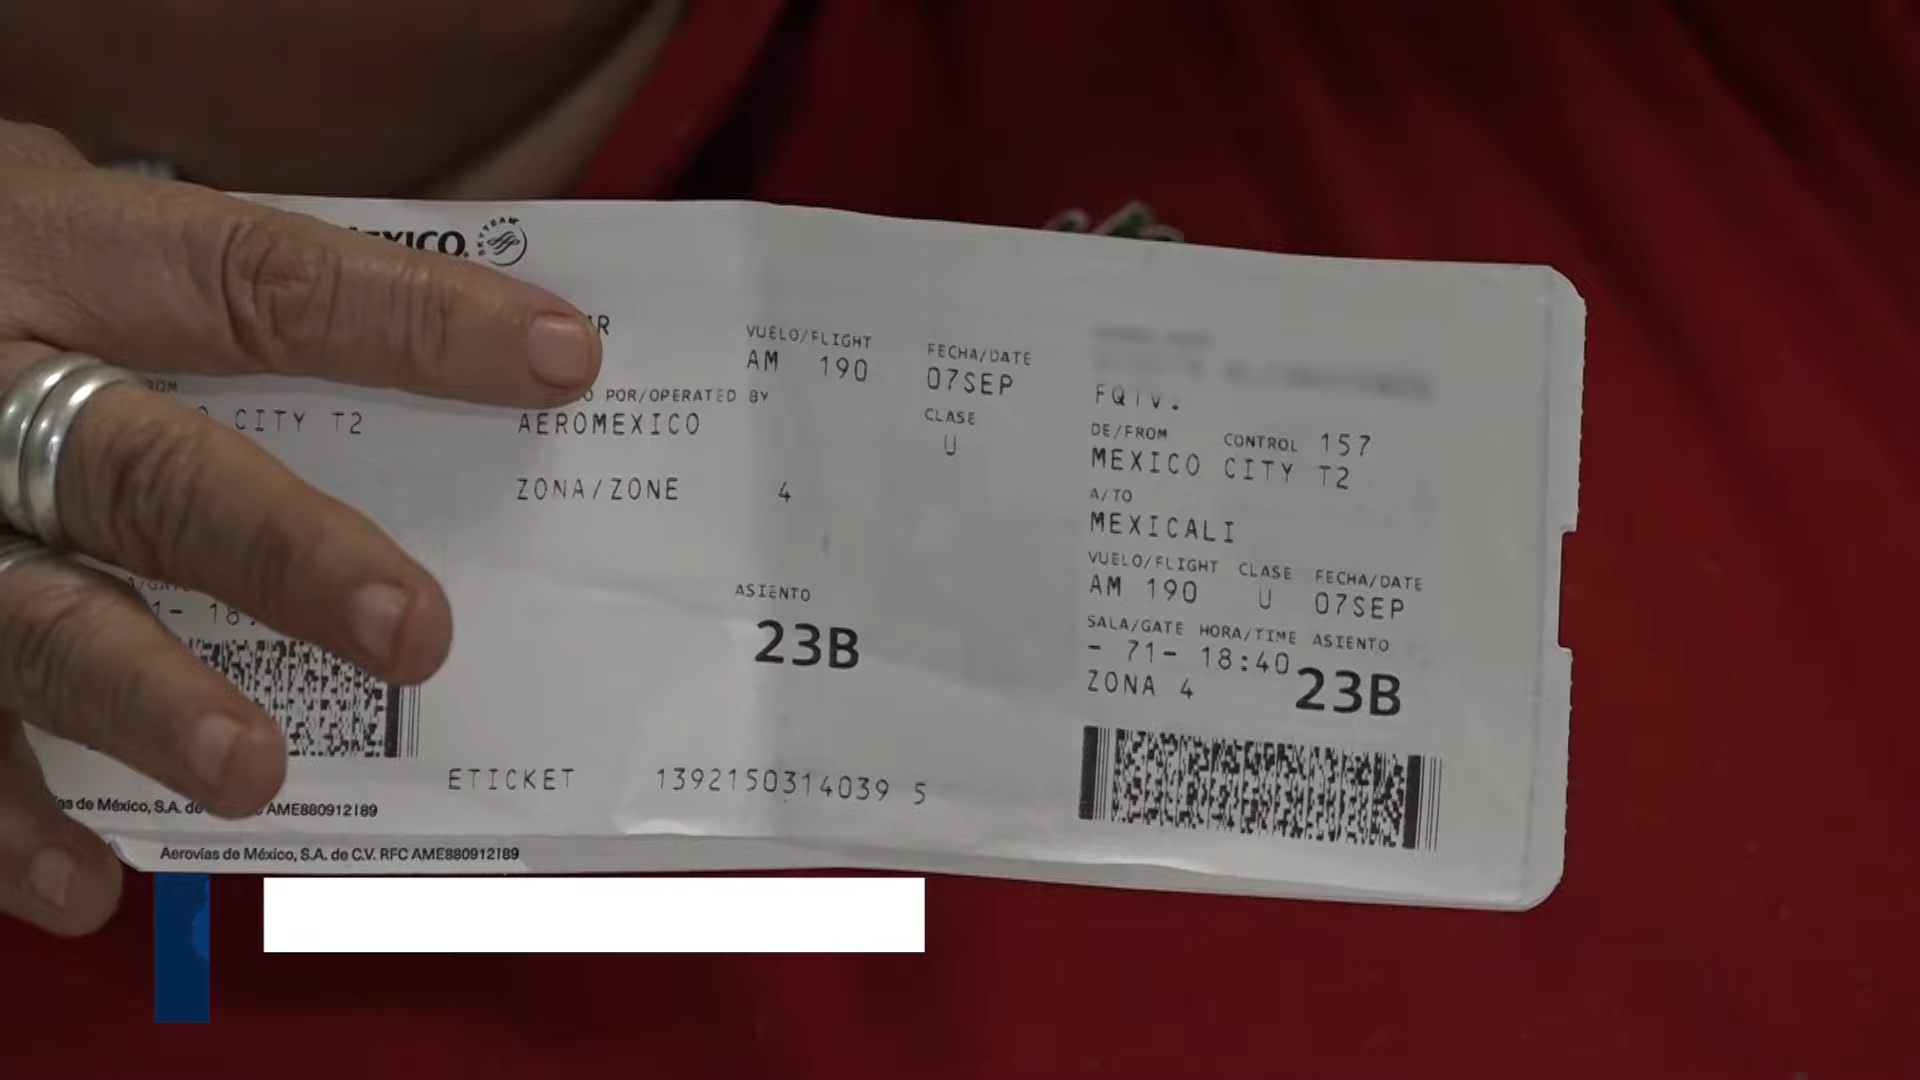 MEXICO.
SKYTEAM
VUELO/FLIGHT
AM 190
FECHA/DATE
07SEP
POR/OPERATED BY
AEROMEXICO
CLASE
U
CITY T2
ZONA/ZONE 4
ASIENTO
23B
ETICKET 1392150314039 5
de México, S.A. de AME880912I89
Aerovías de México, S.A. de C.V. RFC AME880912I89
FQTV.
DE/FROM CONTROL 157
MEXICO CITY T2
A/TO
MEXICALI
VUELO/FLIGHT CLASE FECHA/DATE
AM 190 U 07SEP
SALA/GATE HORA/TIME ASIENTO
- 71- 18:40 23B
ZONA 4